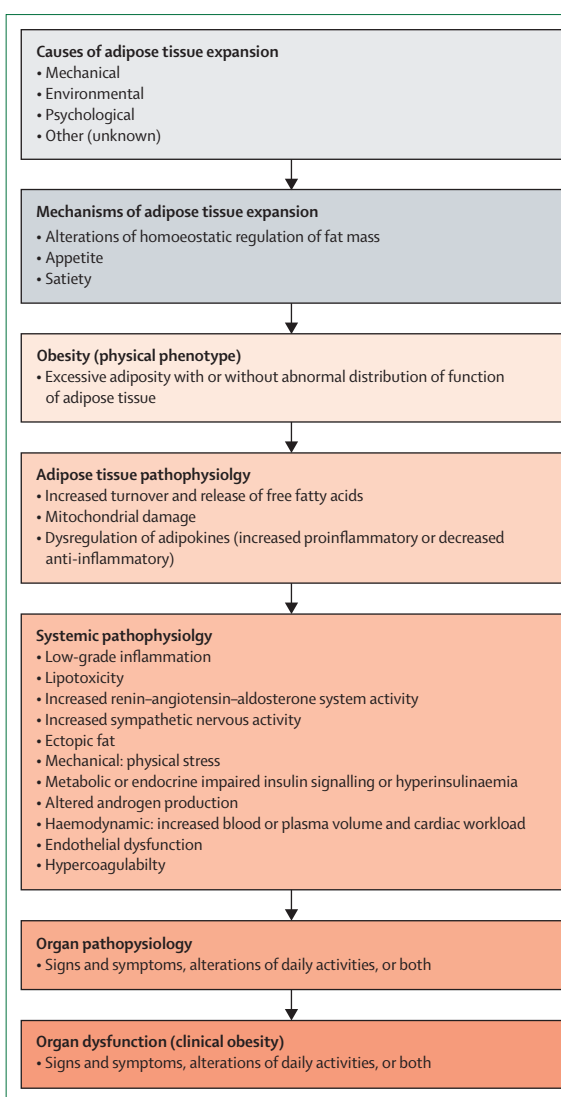 Causes of adipose tissue expansion
• Mechanical
• Environmental
• Psychological
• Other (unknown)
Mechanisms of adipose tissue expansion
• Alterations of homoeostatic regulation of fat mass
• Appetite
• Satiety
Obesity (physical phenotype)
• Excessive adiposity with or without abnormal distribution of function
of adipose tissue
Adipose tissue pathophysiolgy
• Increased turnover and release of free fatty acids
• Mitochondrial damage
• Dysregulation of adipokines (increased proinflammatory or decreased
anti-inflammatory)
Systemic pathophysiolgy
• Low-grade inflammation
• Lipotoxicity
• Increased renin–angiotensin–aldosterone system activity
• Increased sympathetic nervous activity
• Ectopic fat
• Mechanical: physical stress
• Metabolic or endocrine impaired insulin signalling or hyperinsulinaemia
• Altered androgen production
• Haemodynamic: increased blood or plasma volume and cardiac workload
• Endothelial dysfunction
• Hypercoagulabilty
Organ pathopysiology
• Signs and symptoms, alterations of daily activities, or both
Organ dysfunction (clinical obesity)
• Signs and symptoms, alterations of daily activities, or both